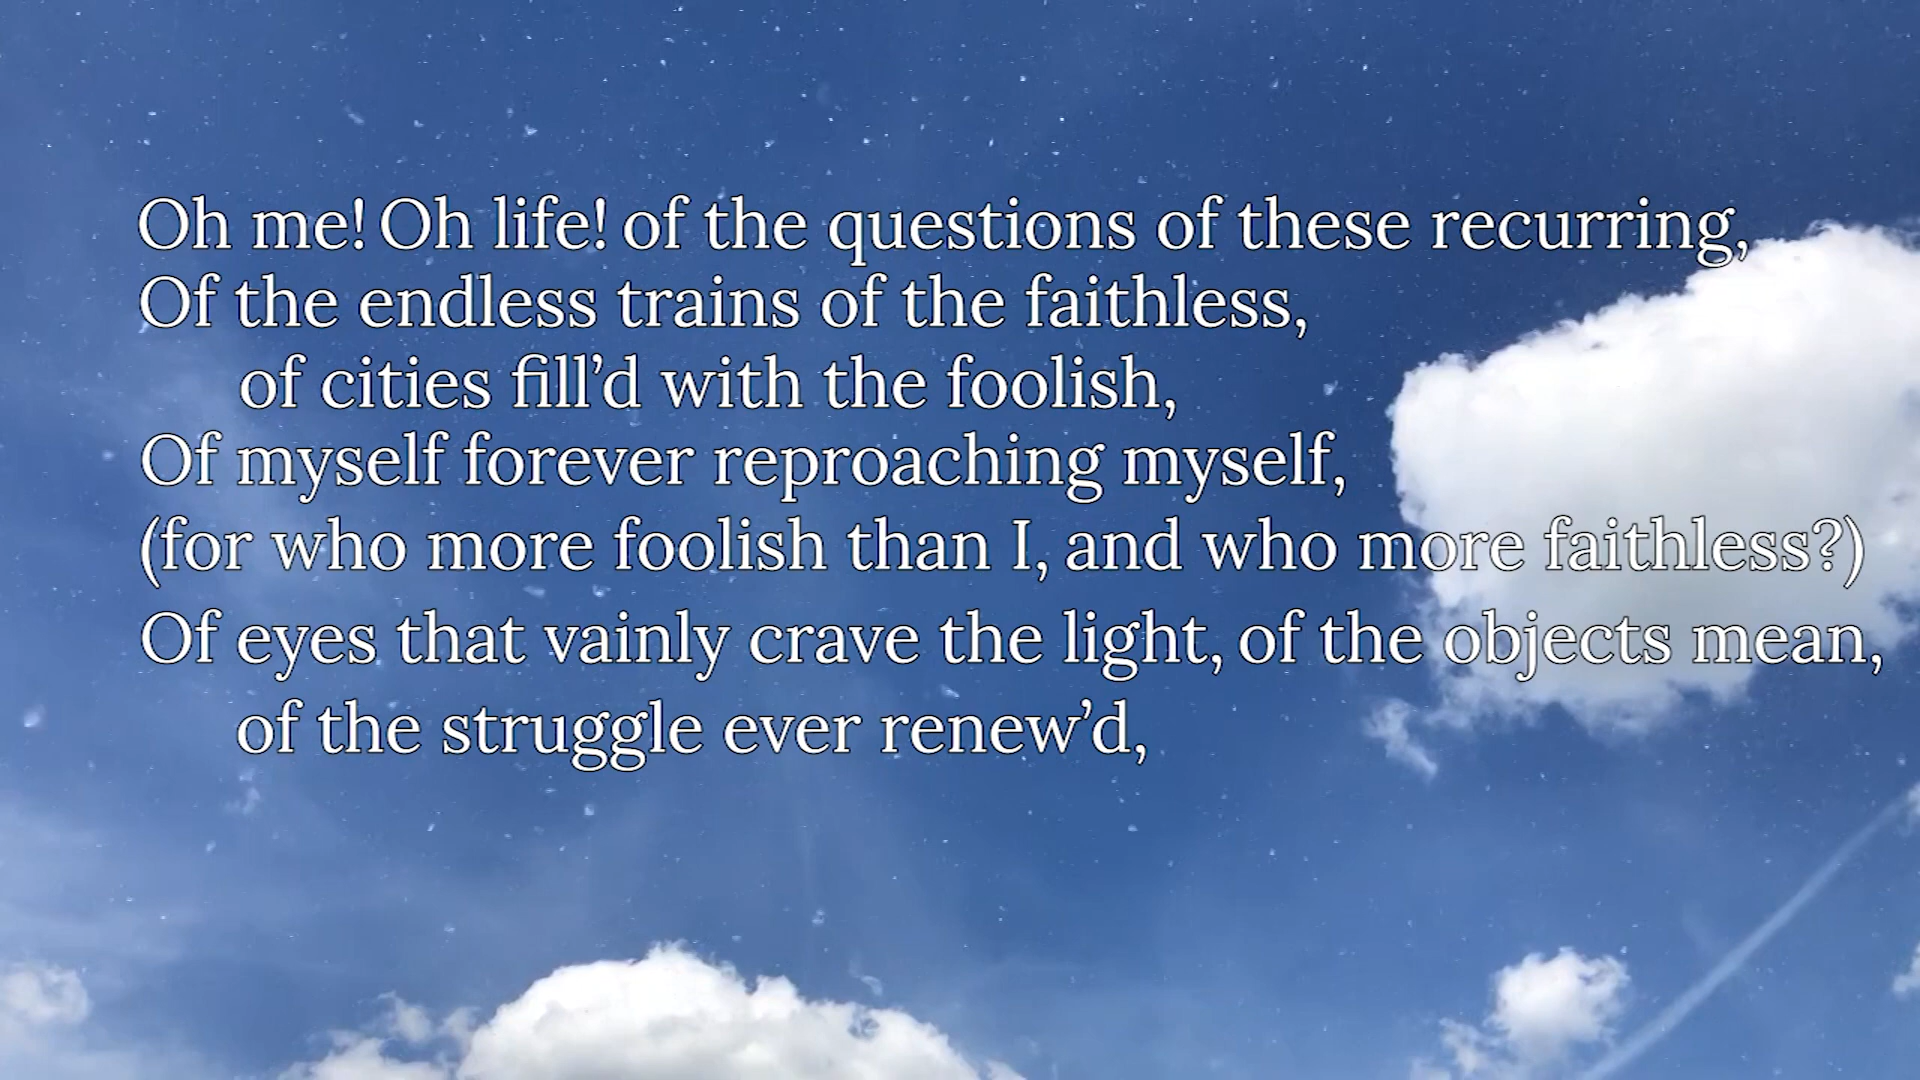 Oh me! Oh life! of the questions of these recurring,
Of the endless trains of the faithless,
of cities fill’d with the foolish,
Of myself forever reproaching myself,
(for who more foolish than I, and who more faithless?)
Of eyes that vainly crave the light, of the objects mean,
of the struggle ever renew’d,